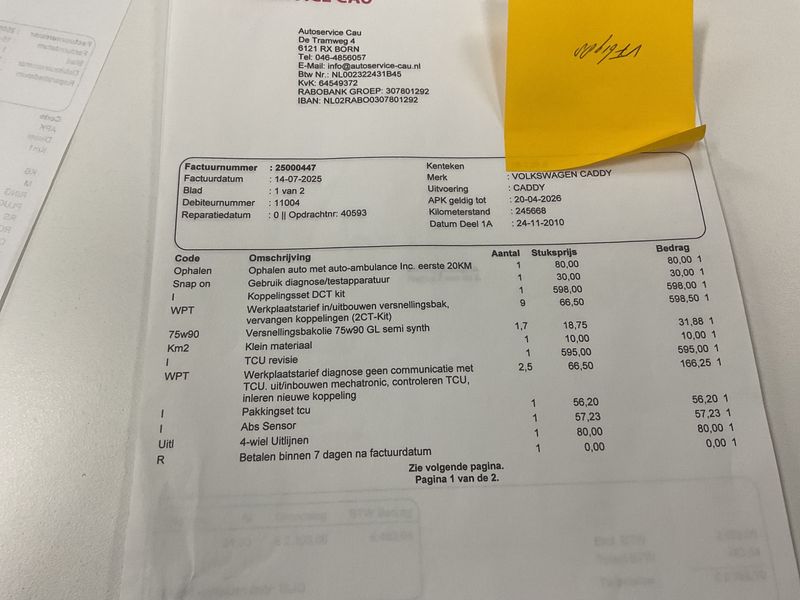 CAU
Autoservice Cau
De Tramweg 4
6121 RX BORN
Tel: 046-4856057
E-Mail: info@autoservice-cau.nl
Btw Nr.: NL002322431B45
KvK: 64549372
RABOBANK GROEP: 307801292
IBAN: NL02RABO0307801292
Factuurnummer : 25000447
Factuurdatum : 14-07-2025
Blad : 1 van 2
Debiteurnummer : 11004
Reparatiedatum : 0 || Opdrachtnr: 40593
Kenteken
Merk : VOLKSWAGEN CADDY
Uitvoering : CADDY
APK geldig tot : 20-04-2026
Kilometerstand : 245668
Datum Deel 1A : 24-11-2010
Code Omschrijving Aantal Stuksprijs Bedrag
Ophalen Ophalen auto met auto-ambulance Inc. eerste 20KM 1 80,00 80,00 1
Snap on Gebruik diagnose/testapparatuur 1 30,00 30,00 1
I Koppelingsset DCT kit 1 598,00 598,00 1
WPT Werkplaatstarief in/uitbouwen versnellingsbak, 9 66,50 598,50 1
vervangen koppelingen (2CT-Kit)
75w90 Versnellingsbakolie 75w90 GL semi synth 1,7 18,75 31,88 1
Km2 Klein materiaal 1 10,00 10,00 1
I TCU revisie 1 595,00 595,00 1
WPT Werkplaatstarief diagnose geen communicatie met 2,5 66,50 166,25 1
TCU. uit/inbouwen mechatronic, controleren TCU,
inleren nieuwe koppeling
I Pakkingset tcu 1 56,20 56,20 1
I Abs Sensor 1 57,23 57,23 1
Uitl 4-wiel Uitlijnen 1 80,00 80,00 1
R Betalen binnen 7 dagen na factuurdatum 1 0,00 0,00 1
Zie volgende pagina.
Pagina 1 van de 2.